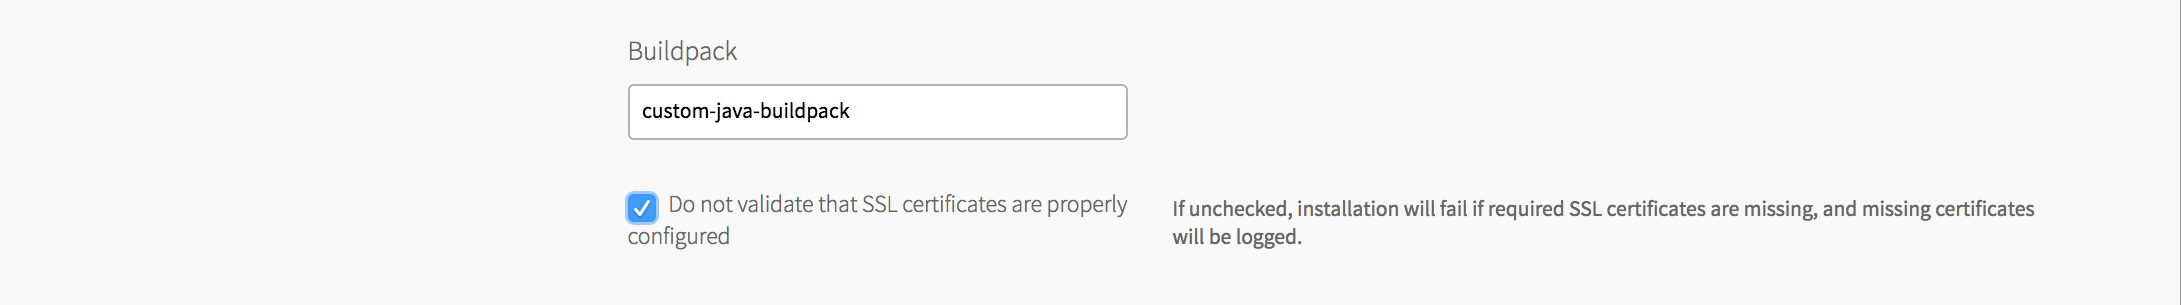 Buildpack
custom-java-buildpack
Do not validate that SSL certificates are properly
configured
If unchecked, installation will fail if required SSL certificates are missing, and missing certificates
will be logged.